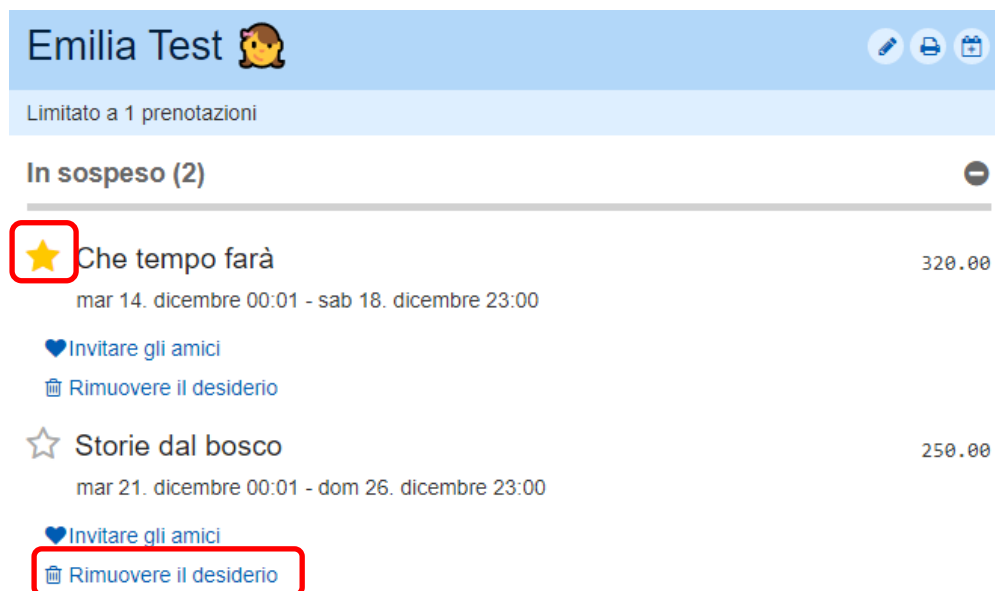 Emilia Test
Limitato a 1 prenotazioni
In sospeso (2)
Che tempo farà 320.00
mar 14. dicembre 00:01 - sab 18. dicembre 23:00
Invitare gli amici
Rimuovere il desiderio
Storie dal bosco 250.00
mar 21. dicembre 00:01 - dom 26. dicembre 23:00
Invitare gli amici
Rimuovere il desiderio